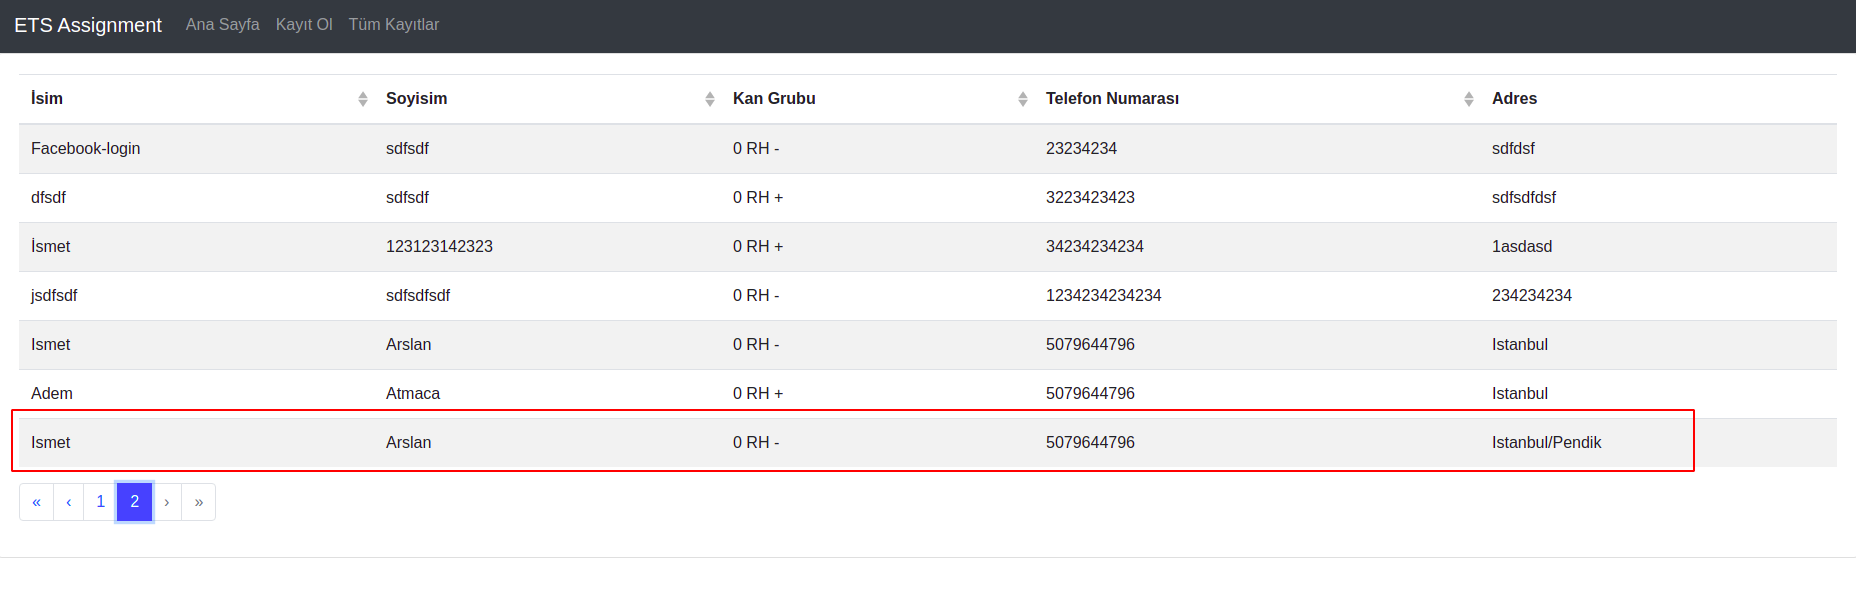 ETS Assignment Ana Sayfa Kayıt Ol Tüm Kayıtlar
İsim Soyisim Kan Grubu Telefon Numarası Adres
Facebook-login sdfsdf 0 RH - 23234234 sdfdsf
dfsdf sdfsdf 0 RH + 3223423423 sdfsdfdsf
İsmet 123123142323 0 RH + 34234234234 1asdasd
jsdfsdf sdfsdfsdf 0 RH - 1234234234234 234234234
Ismet Arslan 0 RH - 5079644796 Istanbul
Adem Atmaca 0 RH + 5079644796 Istanbul
Ismet Arslan 0 RH - 5079644796 Istanbul/Pendik
« ‹ 1 2 › »